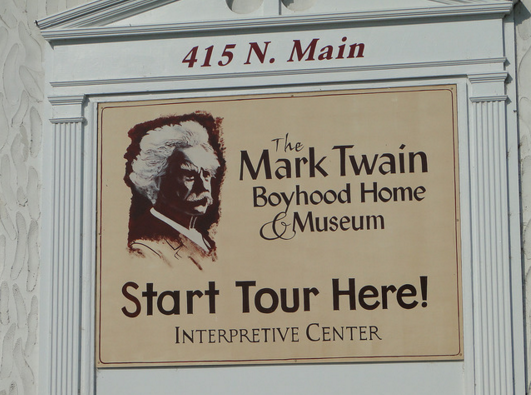 415 N. Main
The
Mark Twain
Boyhood Home
& Museum
Start Tour Here!
INTERPRETIVE CENTER